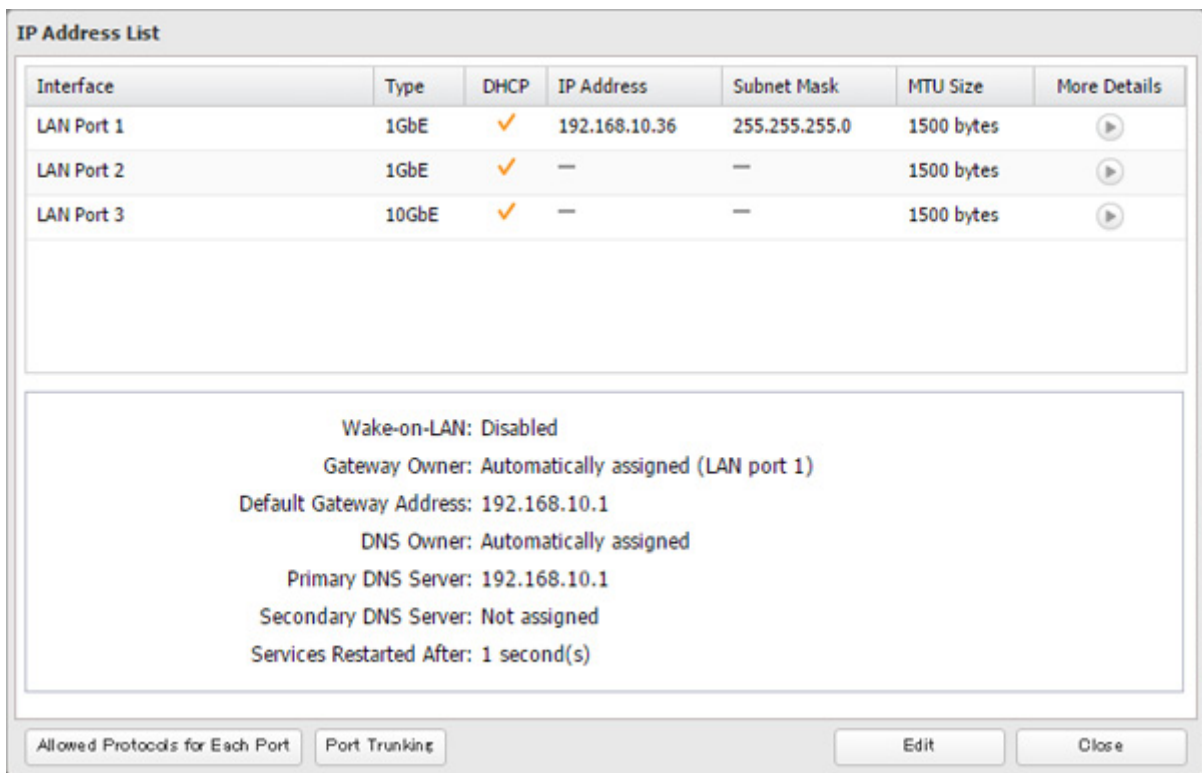 IP Address List
Interface Type DHCP IP Address Subnet Mask MTU Size More Details
LAN Port 1 1GbE ✓ 192.168.10.36 255.255.255.0 1500 bytes
LAN Port 2 1GbE ✓ — — 1500 bytes
LAN Port 3 10GbE ✓ — — 1500 bytes
Wake-on-LAN: Disabled
Gateway Owner: Automatically assigned (LAN port 1)
Default Gateway Address: 192.168.10.1
DNS Owner: Automatically assigned
Primary DNS Server: 192.168.10.1
Secondary DNS Server: Not assigned
Services Restarted After: 1 second(s)
Allowed Protocols for Each Port Port Trunking Edit Close